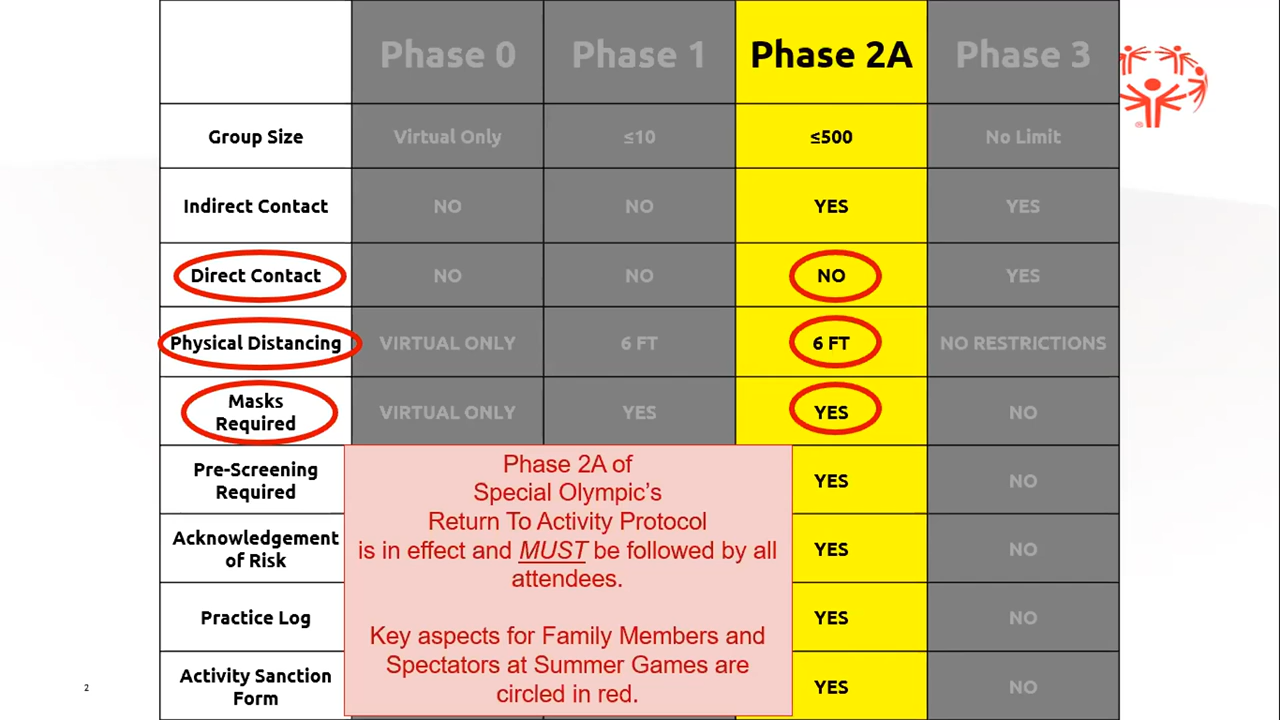 Phase 0 Phase 1 Phase 2A Phase 3
Group Size Virtual Only ≤10 ≤500 No Limit
Indirect Contact NO NO YES YES
Direct Contact NO NO NO YES
Physical Distancing VIRTUAL ONLY 6 FT 6 FT NO RESTRICTIONS
Masks
Required VIRTUAL ONLY YES YES NO
Pre-Screening
Required YES NO
Acknowledgement
of Risk YES NO
Practice Log YES NO
Activity Sanction
Form YES NO
Phase 2A of
Special Olympic's
Return To Activity Protocol
is in effect and MUST be followed by all
attendees.
Key aspects for Family Members and
Spectators at Summer Games are
circled in red.
®
2